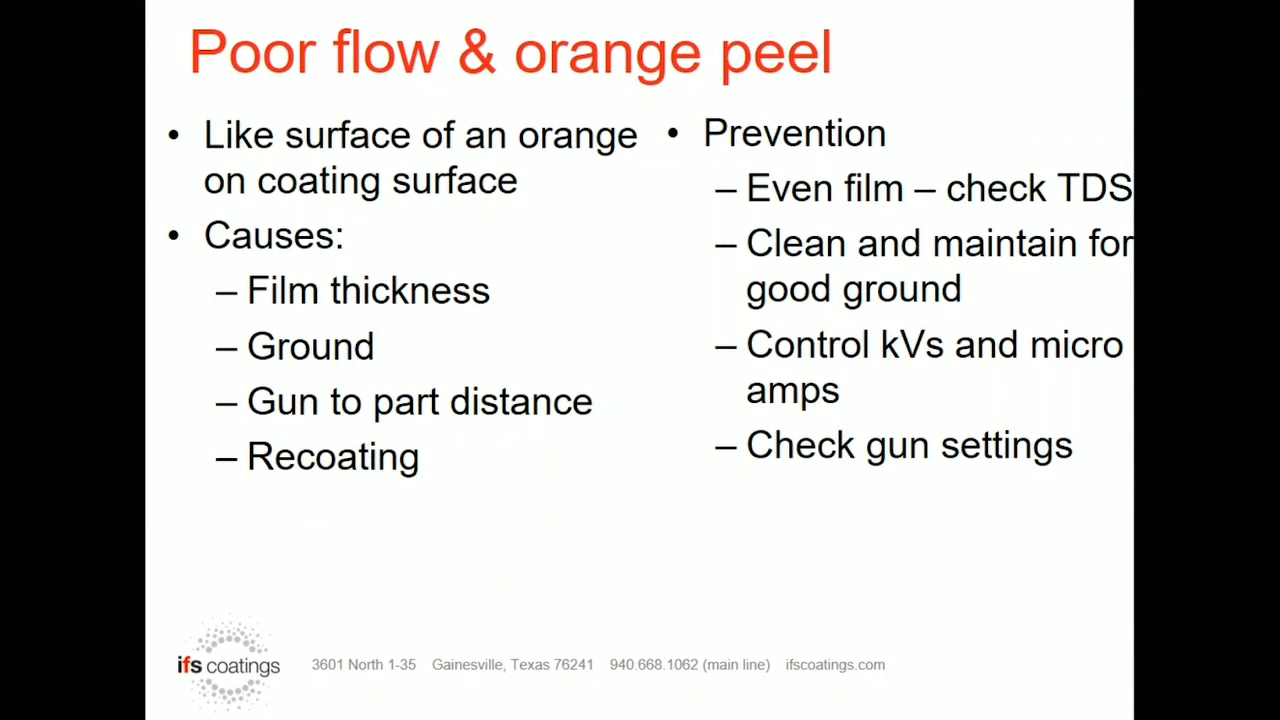 Poor flow & orange peel
• Like surface of an orange
on coating surface
• Causes:
– Film thickness
– Ground
– Gun to part distance
– Recoating
• Prevention
– Even film – check TDS
– Clean and maintain for
good ground
– Control kVs and micro
amps
– Check gun settings
ifs coatings
3601 North 1-35 Gainesville, Texas 76241 940.668.1062 (main line) ifscoatings.com